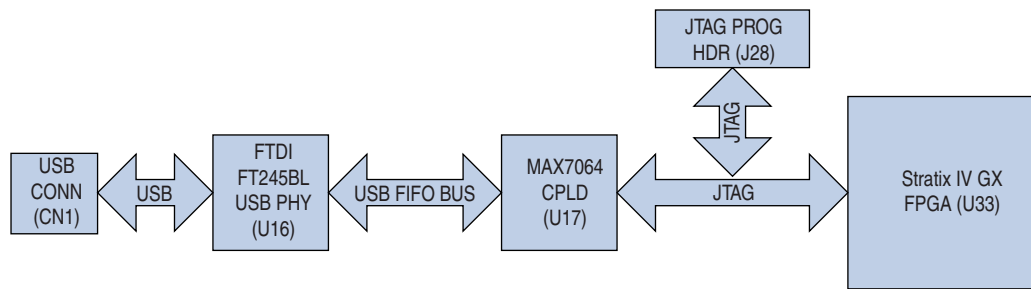 JTAG PROG
HDR (J28)
JTAG
USB
CONN
(CN1)
USB
FTDI
FT245BL
USB PHY
(U16)
USB FIFO BUS
MAX7064
CPLD
(U17)
JTAG
Stratix IV GX
FPGA (U33)